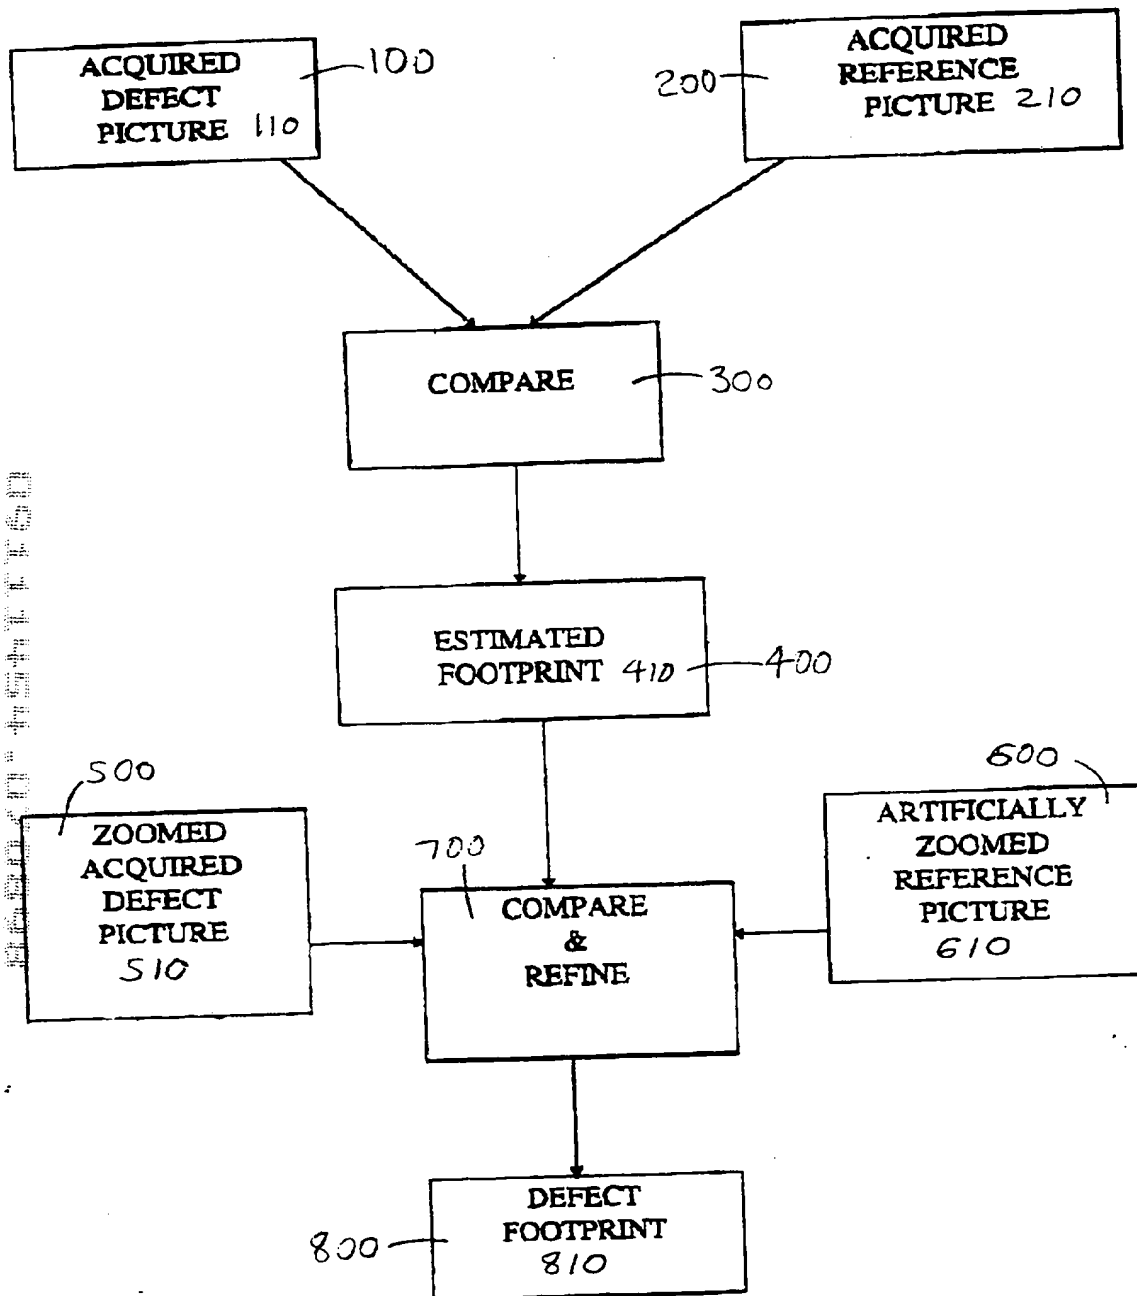 ACQUIRED
DEFECT
PICTURE 110
100
200
ACQUIRED
REFERENCE
PICTURE 210
COMPARE
300
ESTIMATED
FOOTPRINT 410
400
500
ZOOMED
ACQUIRED
DEFECT
PICTURE
510
700
COMPARE
&
REFINE
600
ARTIFICIALLY
ZOOMED
REFERENCE
PICTURE
610
800
DEFECT
FOOTPRINT
810